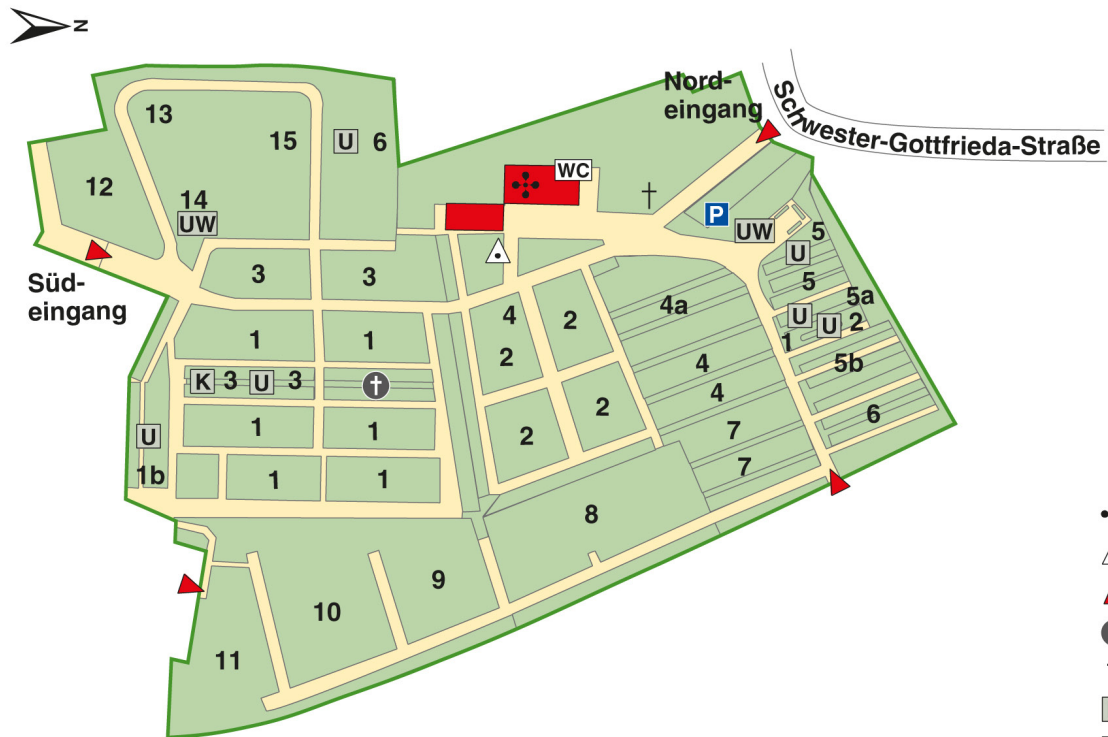 N
Nord-
eingang
Schwester-Gottfrieda-Straße
13
15
U
6
WC
12
14
UW
P
UW
5
U
Süd-
eingang
3
3
5
4a
5a
4
2
U
U
2
1
1
1
2
4
5b
K
3
U
3
4
6
2
2
1
1
7
U
7
1b
1
1
8
9
10
11